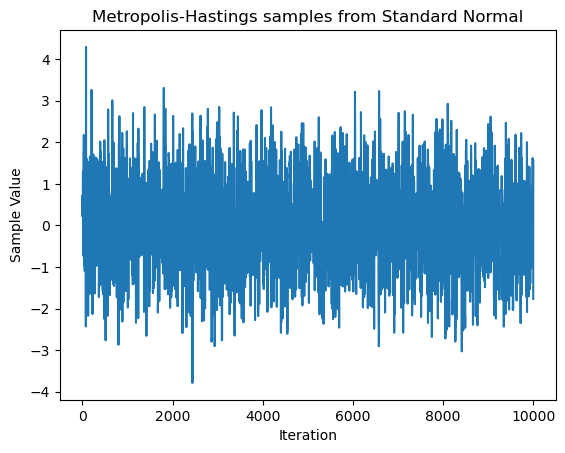 Metropolis-Hastings samples from Standard Normal
4
3
2
1
0
−1
−2
−3
−4
Sample Value
0 2000 4000 6000 8000 10000
Iteration